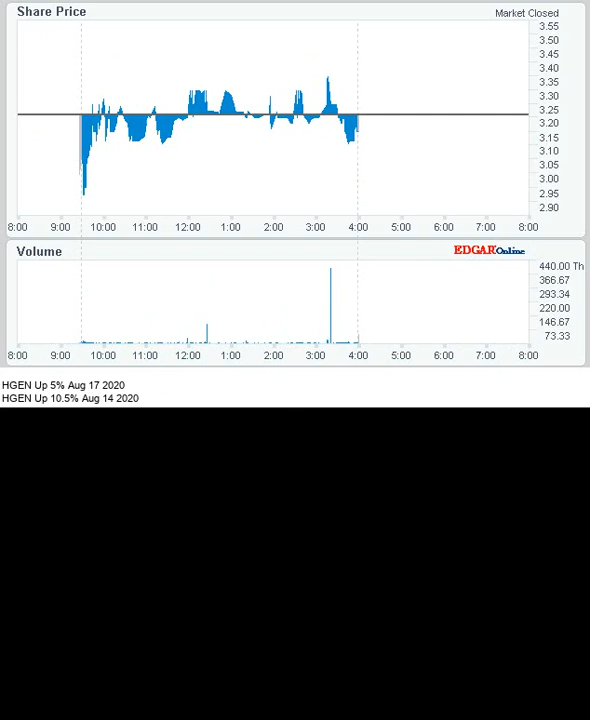 Share Price
Market Closed
3.55
3.50
3.45
3.40
3.35
3.30
3.25
3.20
3.15
3.10
3.05
3.00
2.95
2.90
8:00 9:00 10:00 11:00 12:00 1:00 2:00 3:00 4:00 5:00 6:00 7:00 8:00
Volume
EDGAR Online
440.00 Th
366.67
293.34
220.00
146.67
73.33
8:00 9:00 10:00 11:00 12:00 1:00 2:00 3:00 4:00 5:00 6:00 7:00 8:00
HGEN Up 5% Aug 17 2020
HGEN Up 10.5% Aug 14 2020